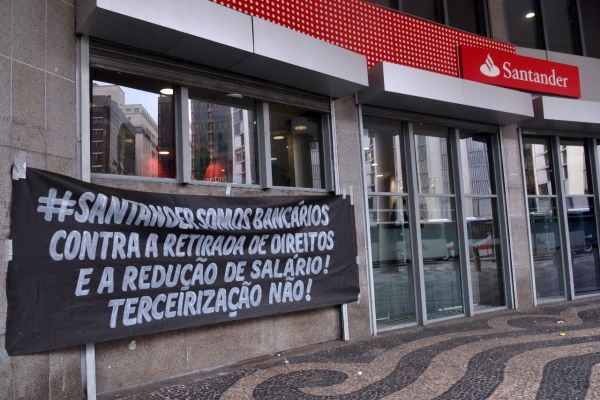 Santander
#SANTANDER, SOMOS BANCÁRIOS
CONTRA A RETIRADA DE DIREITOS
E A REDUÇÃO DE SALÁRIO!
TERCEIRIZAÇÃO NÃO!